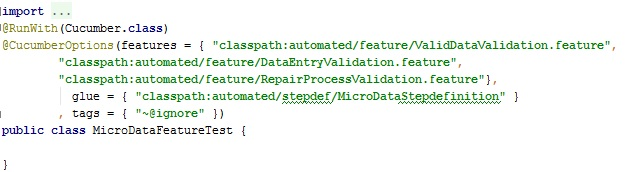 import ...
@RunWith(Cucumber.class)
@CucumberOptions(features = { "classpath:automated/feature/ValidDataValidation.feature",
"classpath:automated/feature/DataEntryValidation.feature",
"classpath:automated/feature/RepairProcessValidation.feature"},
glue = { "classpath:automated/stepdef/MicroDataStepdefinition" }
, tags = { "~@ignore" })
public class MicroDataFeatureTest {
}